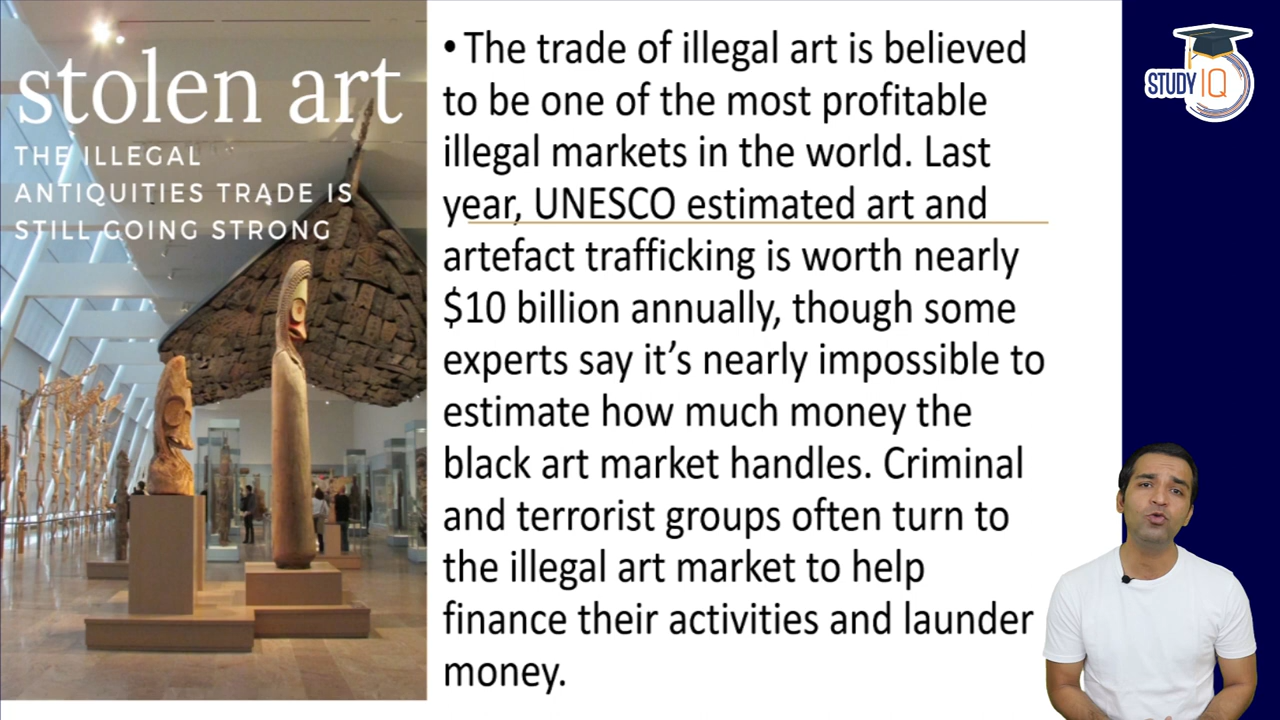 stolen art
THE ILLEGAL
ANTIQUITIES TRADE IS
STILL GOING STRONG
• The trade of illegal art is believed
to be one of the most profitable
illegal markets in the world. Last
year, UNESCO estimated art and
artefact trafficking is worth nearly
$10 billion annually, though some
experts say it’s nearly impossible to
estimate how much money the
black art market handles. Criminal
and terrorist groups often turn to
the illegal art market to help
finance their activities and launder
money.
STUDY IQ